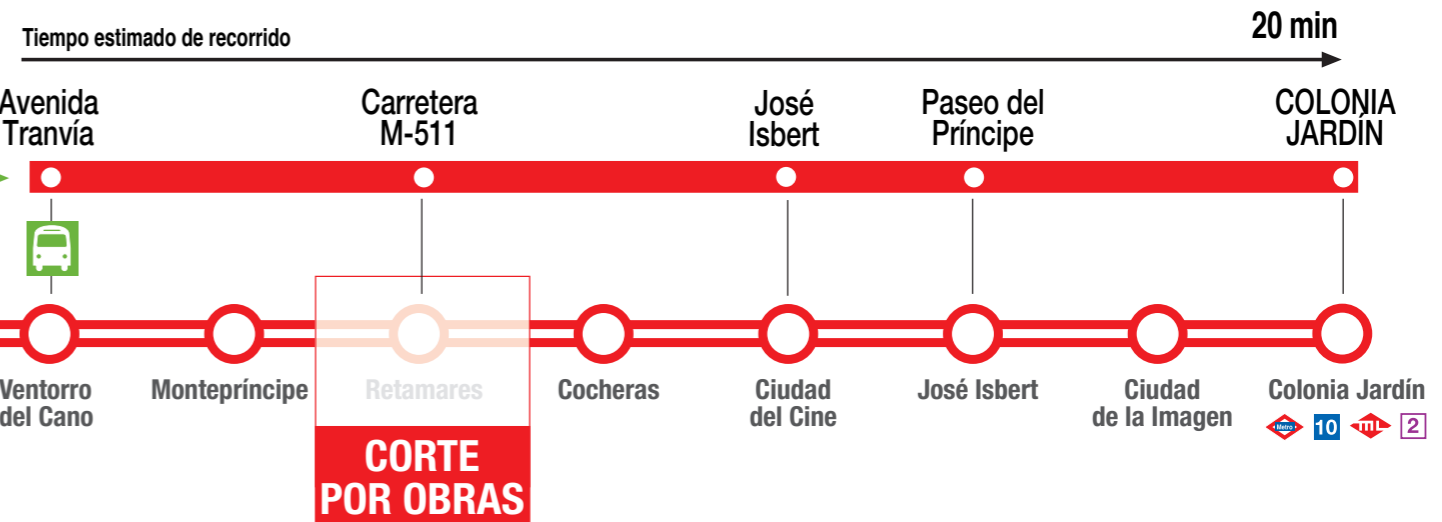 Tiempo estimado de recorrido
20 min
Avenida
Tranvía
Carretera
M-511
José
Isbert
Paseo del
Príncipe
COLONIA
JARDÍN
Ventorro
del Cano
Montepríncipe
Retamares
Cocheras
Ciudad
del Cine
José Isbert
Ciudad
de la Imagen
Colonia Jardín
Metro 10 ML 2
CORTE
POR OBRAS